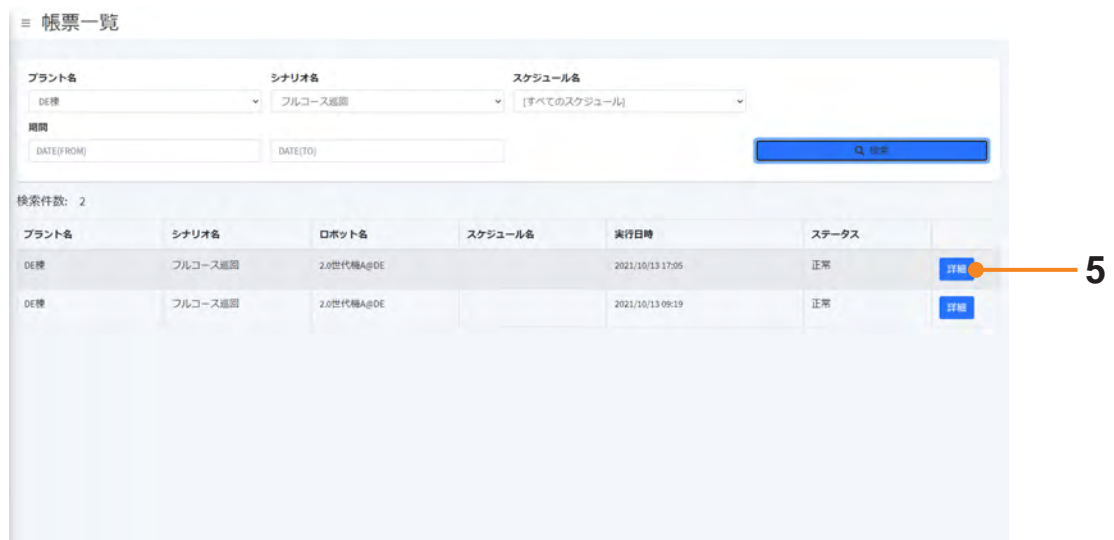 ≡ 帳票一覧
プラント名 シナリオ名 スケジュール名
DE棟 フルコース巡回 [すべてのスケジュール]
期間
DATE(FROM) DATE(TO) 検索
検索件数: 2
プラント名 シナリオ名 ロボット名 スケジュール名 実行日時 ステータス
DE棟 フルコース巡回 2.0世代機A@DE 2021/10/13 17:05 正常 詳細 5
DE棟 フルコース巡回 2.0世代機A@DE 2021/10/13 09:19 正常 詳細